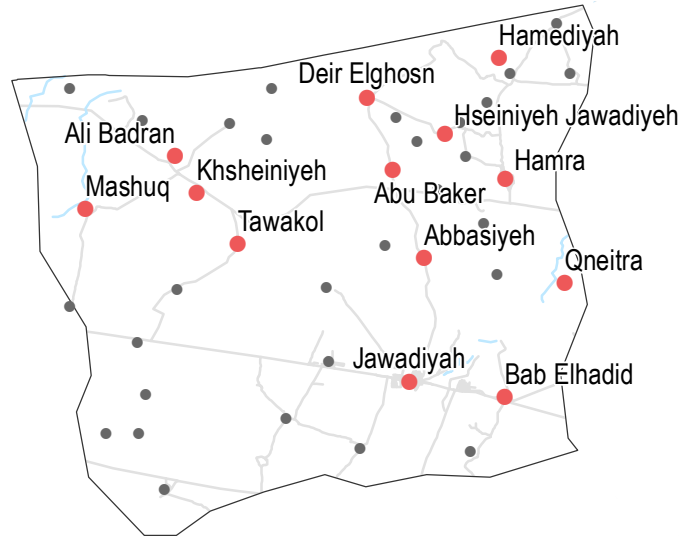 Hamediyah
Deir Elghosn
Hseiniyeh Jawadiyeh
Ali Badran
Khsheiniyeh
Hamra
Mashuq
Abu Baker
Tawakol
Abbasiyeh
Qneitra
Jawadiyah
Bab Elhadid